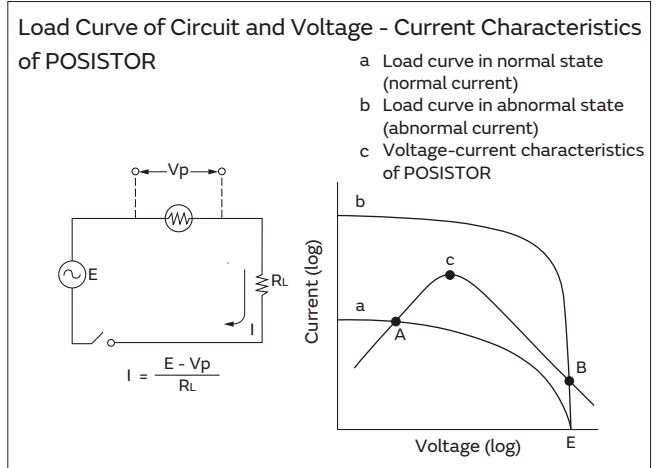 Load Curve of Circuit and Voltage - Current Characteristics
of POSISTOR
a Load curve in normal state
(normal current)
b Load curve in abnormal state
(abnormal current)
c Voltage-current characteristics
of POSISTOR
Vp
E
RL
I
I = E - Vp
RL
Current (log)
b
c
a
A
B
Voltage (log)
E